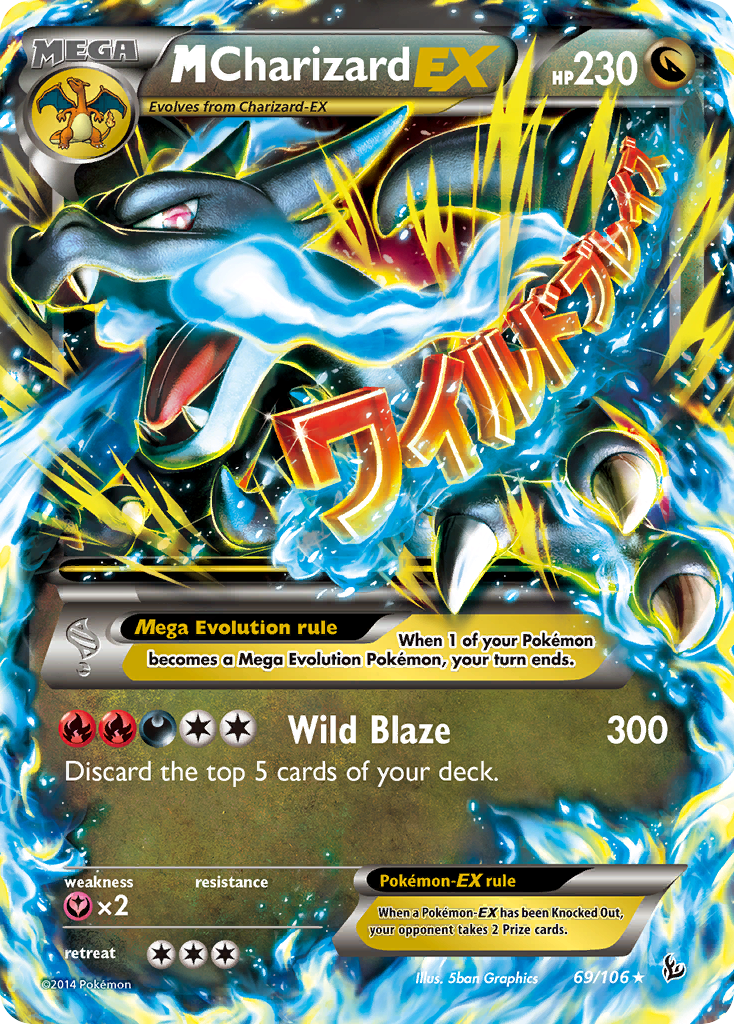 MEGA
M Charizard EX
HP 230
Evolves from Charizard-EX
ワイルドブレイズ
Mega Evolution rule
When 1 of your Pokémon
becomes a Mega Evolution Pokémon, your turn ends.
Wild Blaze 300
Discard the top 5 cards of your deck.
weakness resistance
×2
retreat
Pokémon-EX rule
When a Pokémon-EX has been Knocked Out,
your opponent takes 2 Prize cards.
©2014 Pokémon
Illus. 5ban Graphics
69/106 ★